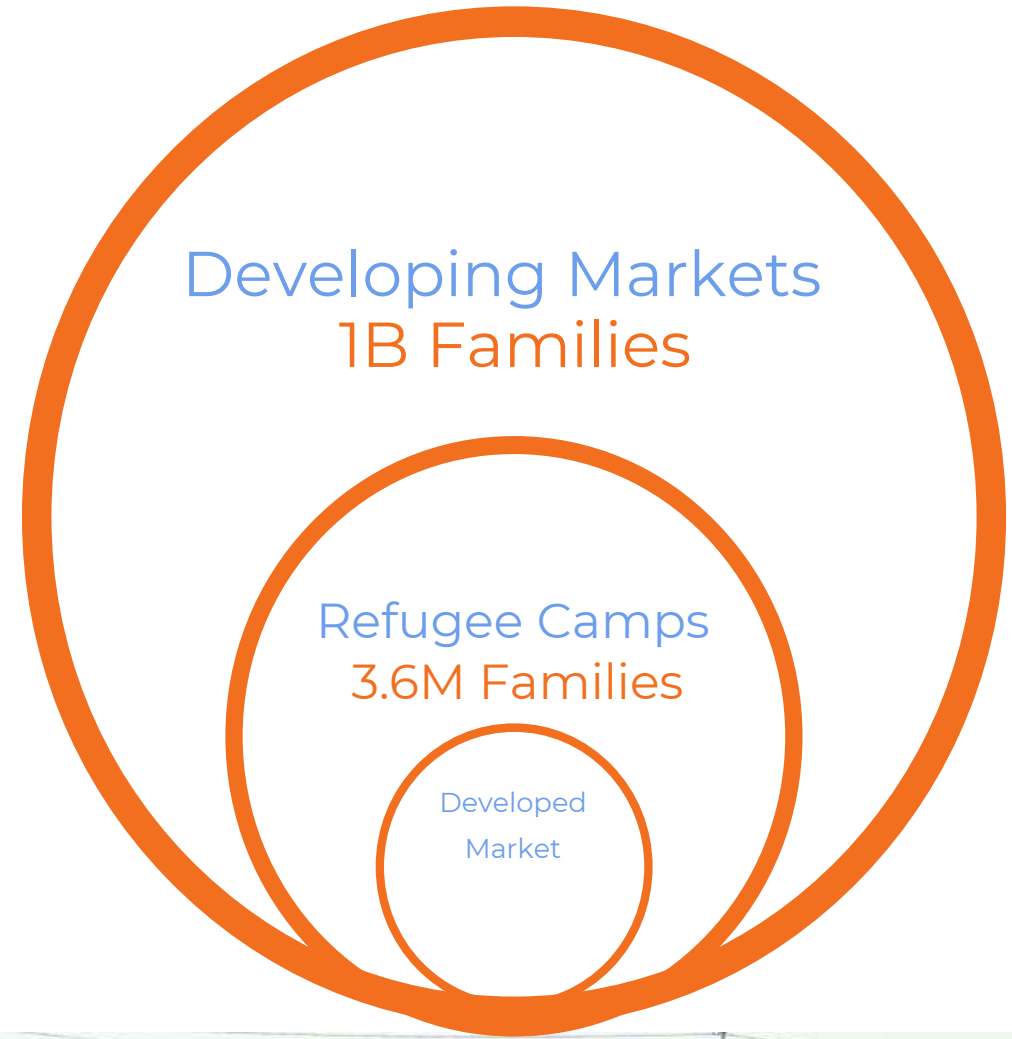 Developing Markets
1B Families
Refugee Camps
3.6M Families
Developed
Market